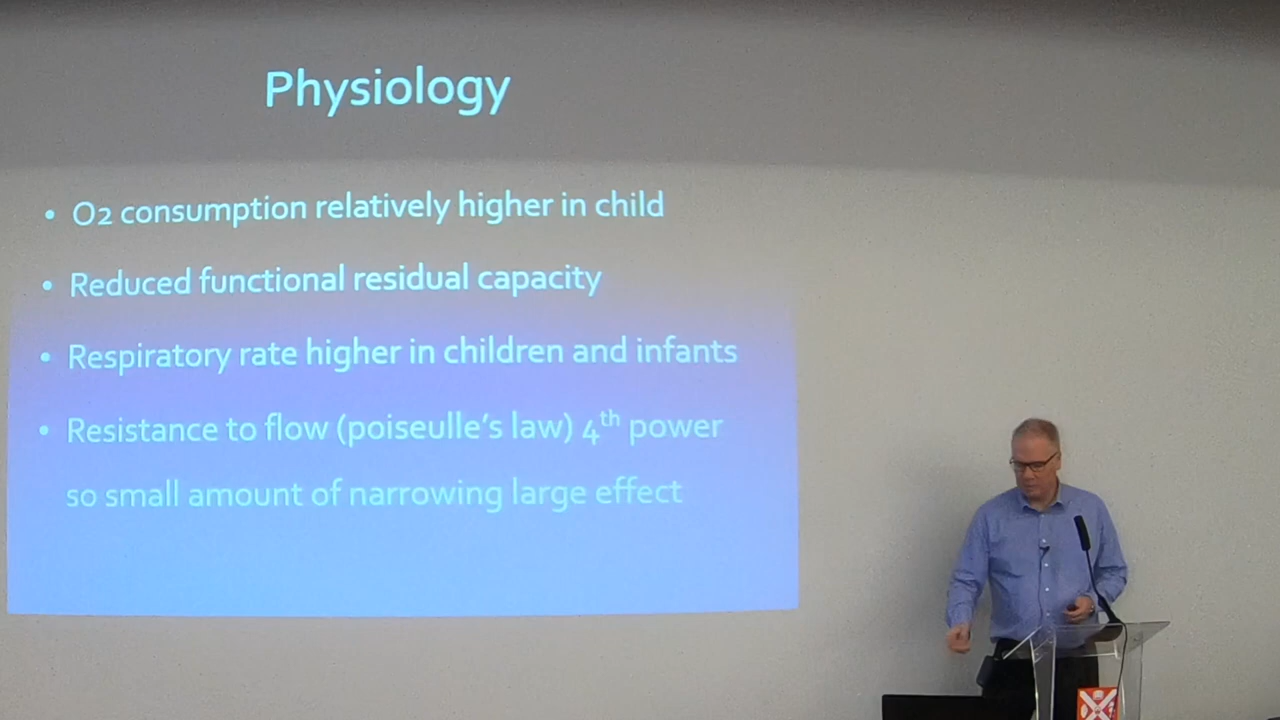 Physiology
• O2 consumption relatively higher in child
• Reduced functional residual capacity
• Respiratory rate higher in children and infants
• Resistance to flow (poiseulle's law) 4th power
so small amount of narrowing large effect